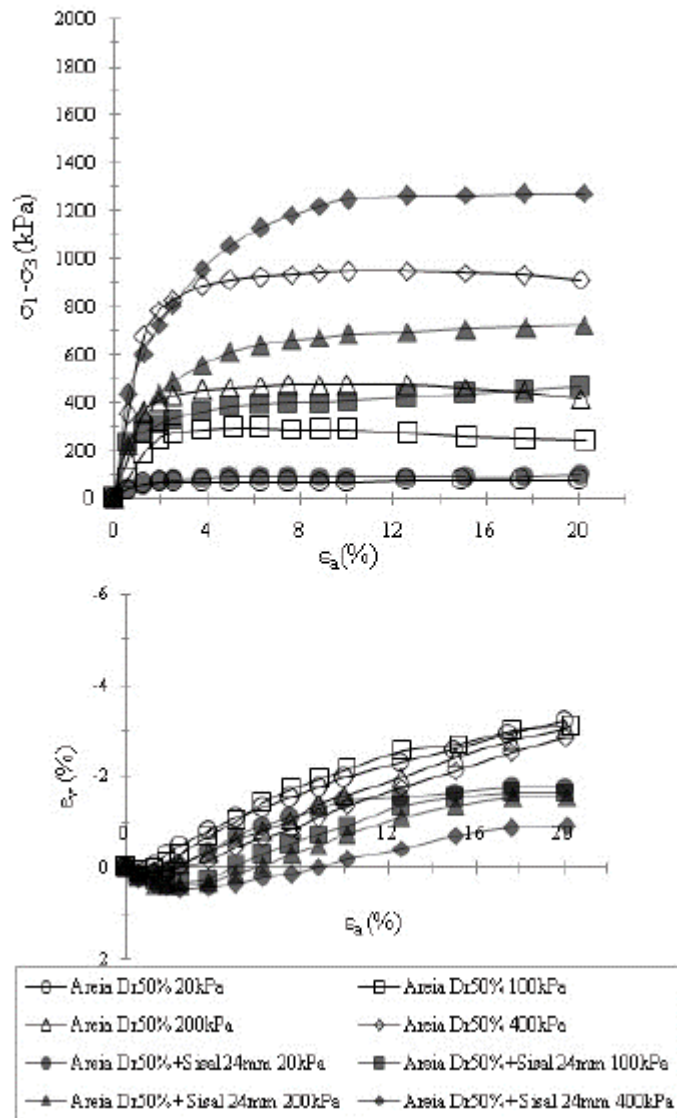 2000
1800
1600
1400
1200
1000
800
600
400
200
0
σ1-σ3 (kPa)
0 4 8 12 16 20
εa(%)
-6
-4
-2
0
2
εv (%)
0 12 16 20
εa (%)
Areia Dr50% 20kPa
Areia Dr50% 100kPa
Areia Dr50% 200kPa
Areia Dr50% 400kPa
Areia Dr50%+Sisal 24mm 20kPa
Areia Dr50%+Sisal 24mm 100kPa
Areia Dr50%+Sisal 24mm 200kPa
Areia Dr50%+Sisal 24mm 400kPa